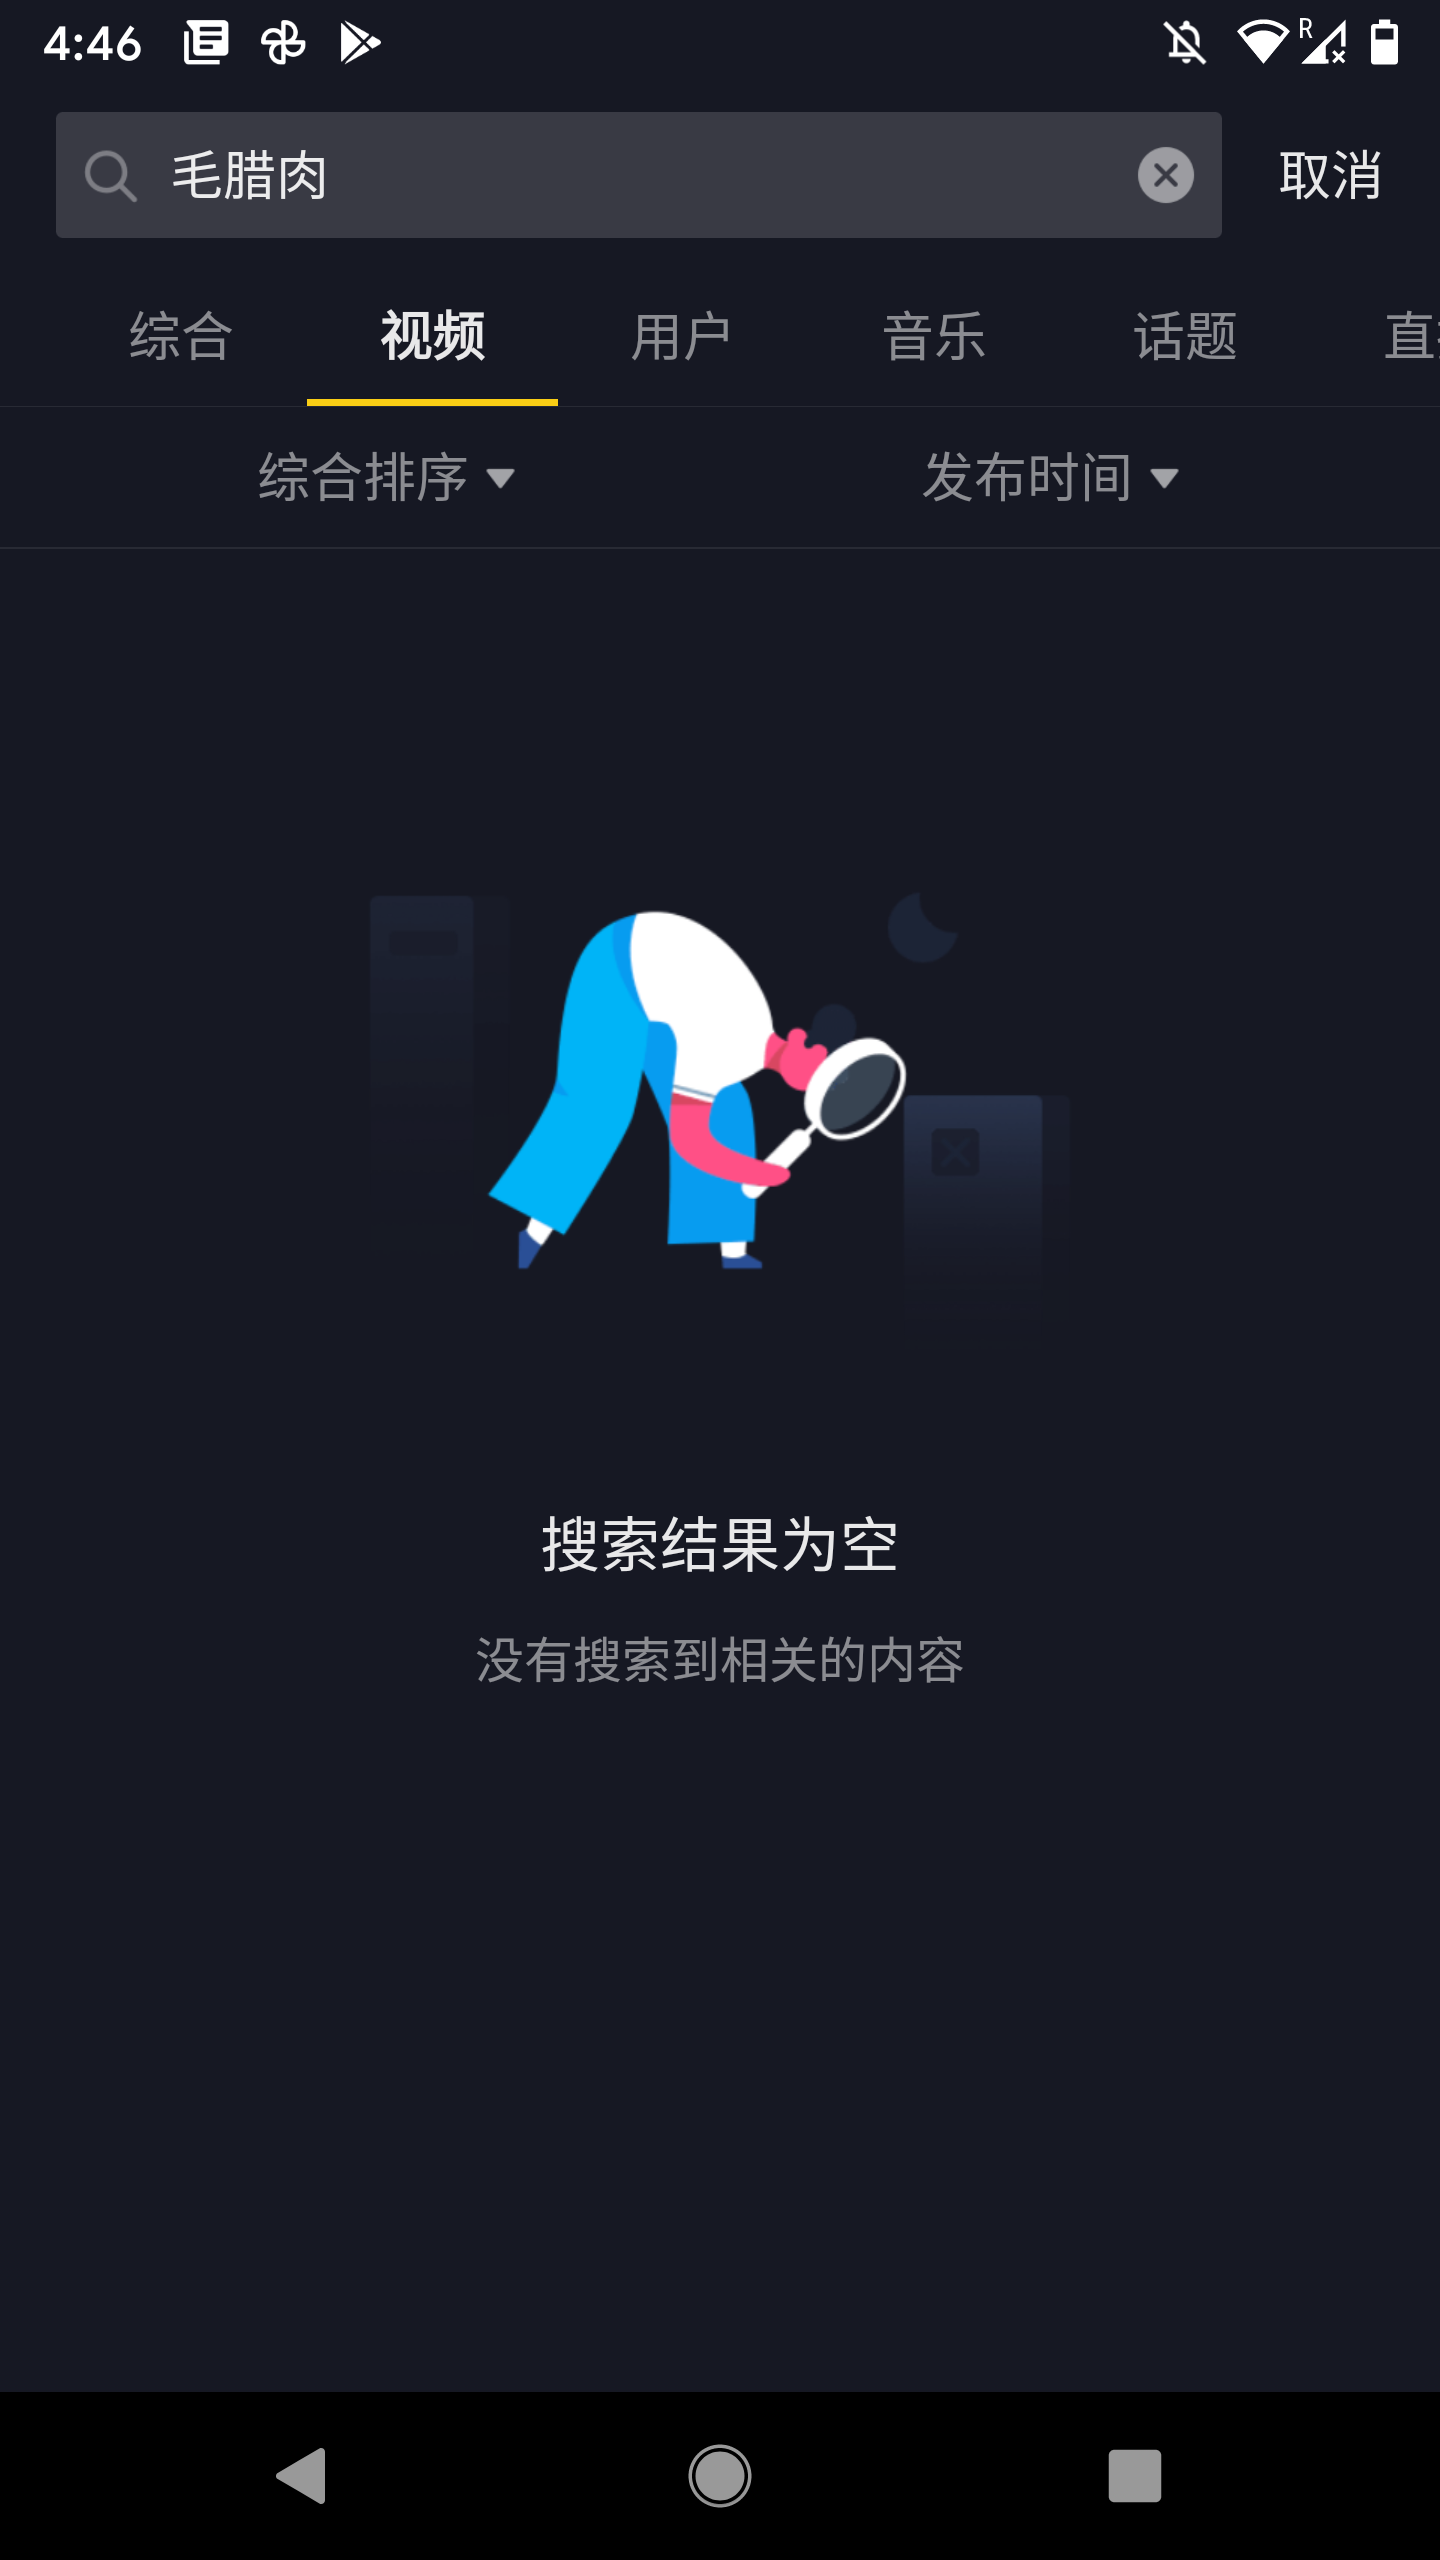 4:46 R
毛腊肉 取消
综合 视频 用户 音乐 话题 直
综合排序 发布时间
搜索结果为空
没有搜索到相关的内容